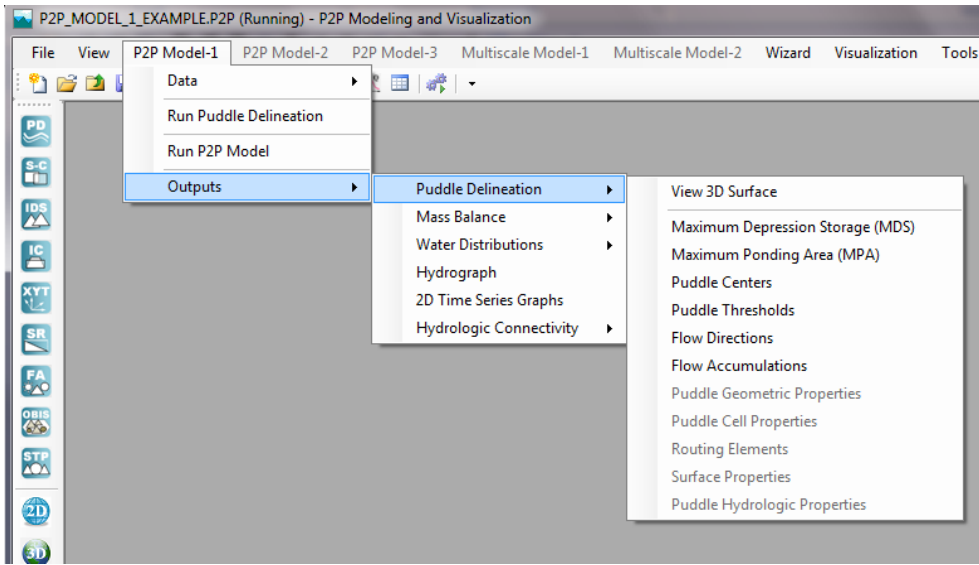 P2P_MODEL_1_EXAMPLE.P2P (Running) - P2P Modeling and Visualization
File View P2P Model-1 P2P Model-2 P2P Model-3 Multiscale Model-1 Multiscale Model-2 Wizard Visualization Tools
Data
Run Puddle Delineation
Run P2P Model
Outputs
Puddle Delineation
Mass Balance
Water Distributions
Hydrograph
2D Time Series Graphs
Hydrologic Connectivity
View 3D Surface
Maximum Depression Storage (MDS)
Maximum Ponding Area (MPA)
Puddle Centers
Puddle Thresholds
Flow Directions
Flow Accumulations
Puddle Geometric Properties
Puddle Cell Properties
Routing Elements
Surface Properties
Puddle Hydrologic Properties
PD
S-C
IDS
IC
XYT
SR
FA
OBIS
STP
2D
3D